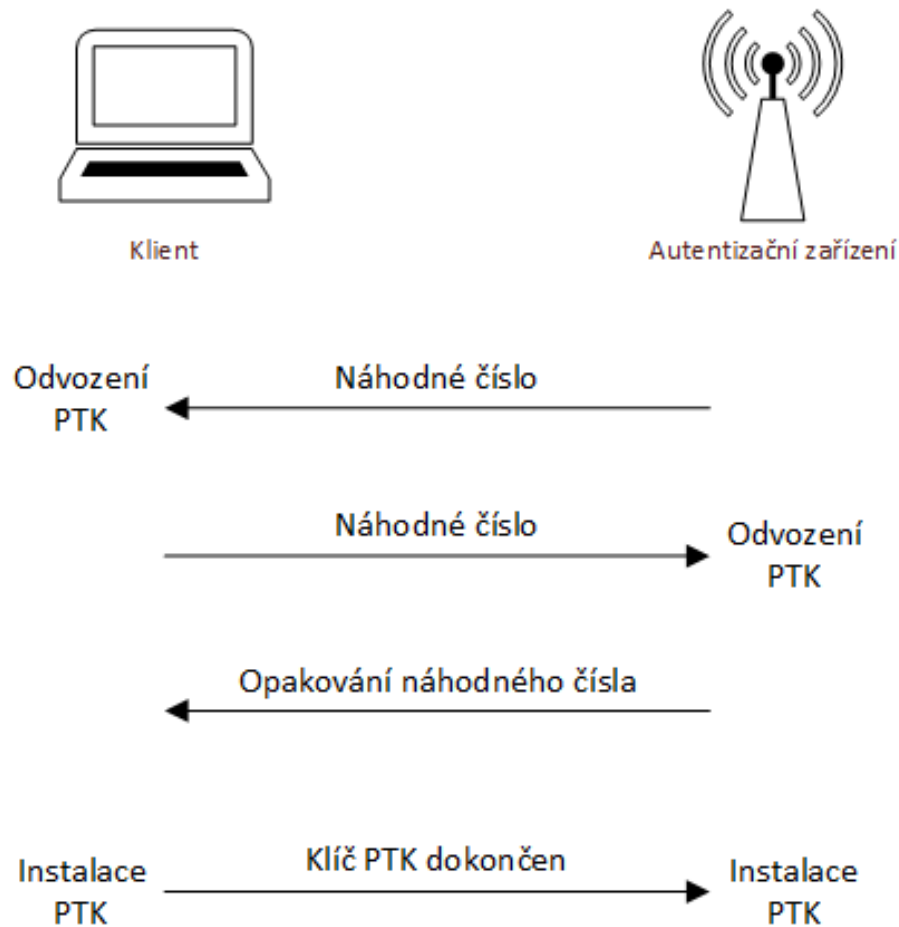 Klient
Autentizační zařízení
Odvození
PTK
Náhodné číslo
Náhodné číslo
Odvození
PTK
Opakování náhodného čísla
Instalace
PTK
Klíč PTK dokončen
Instalace
PTK